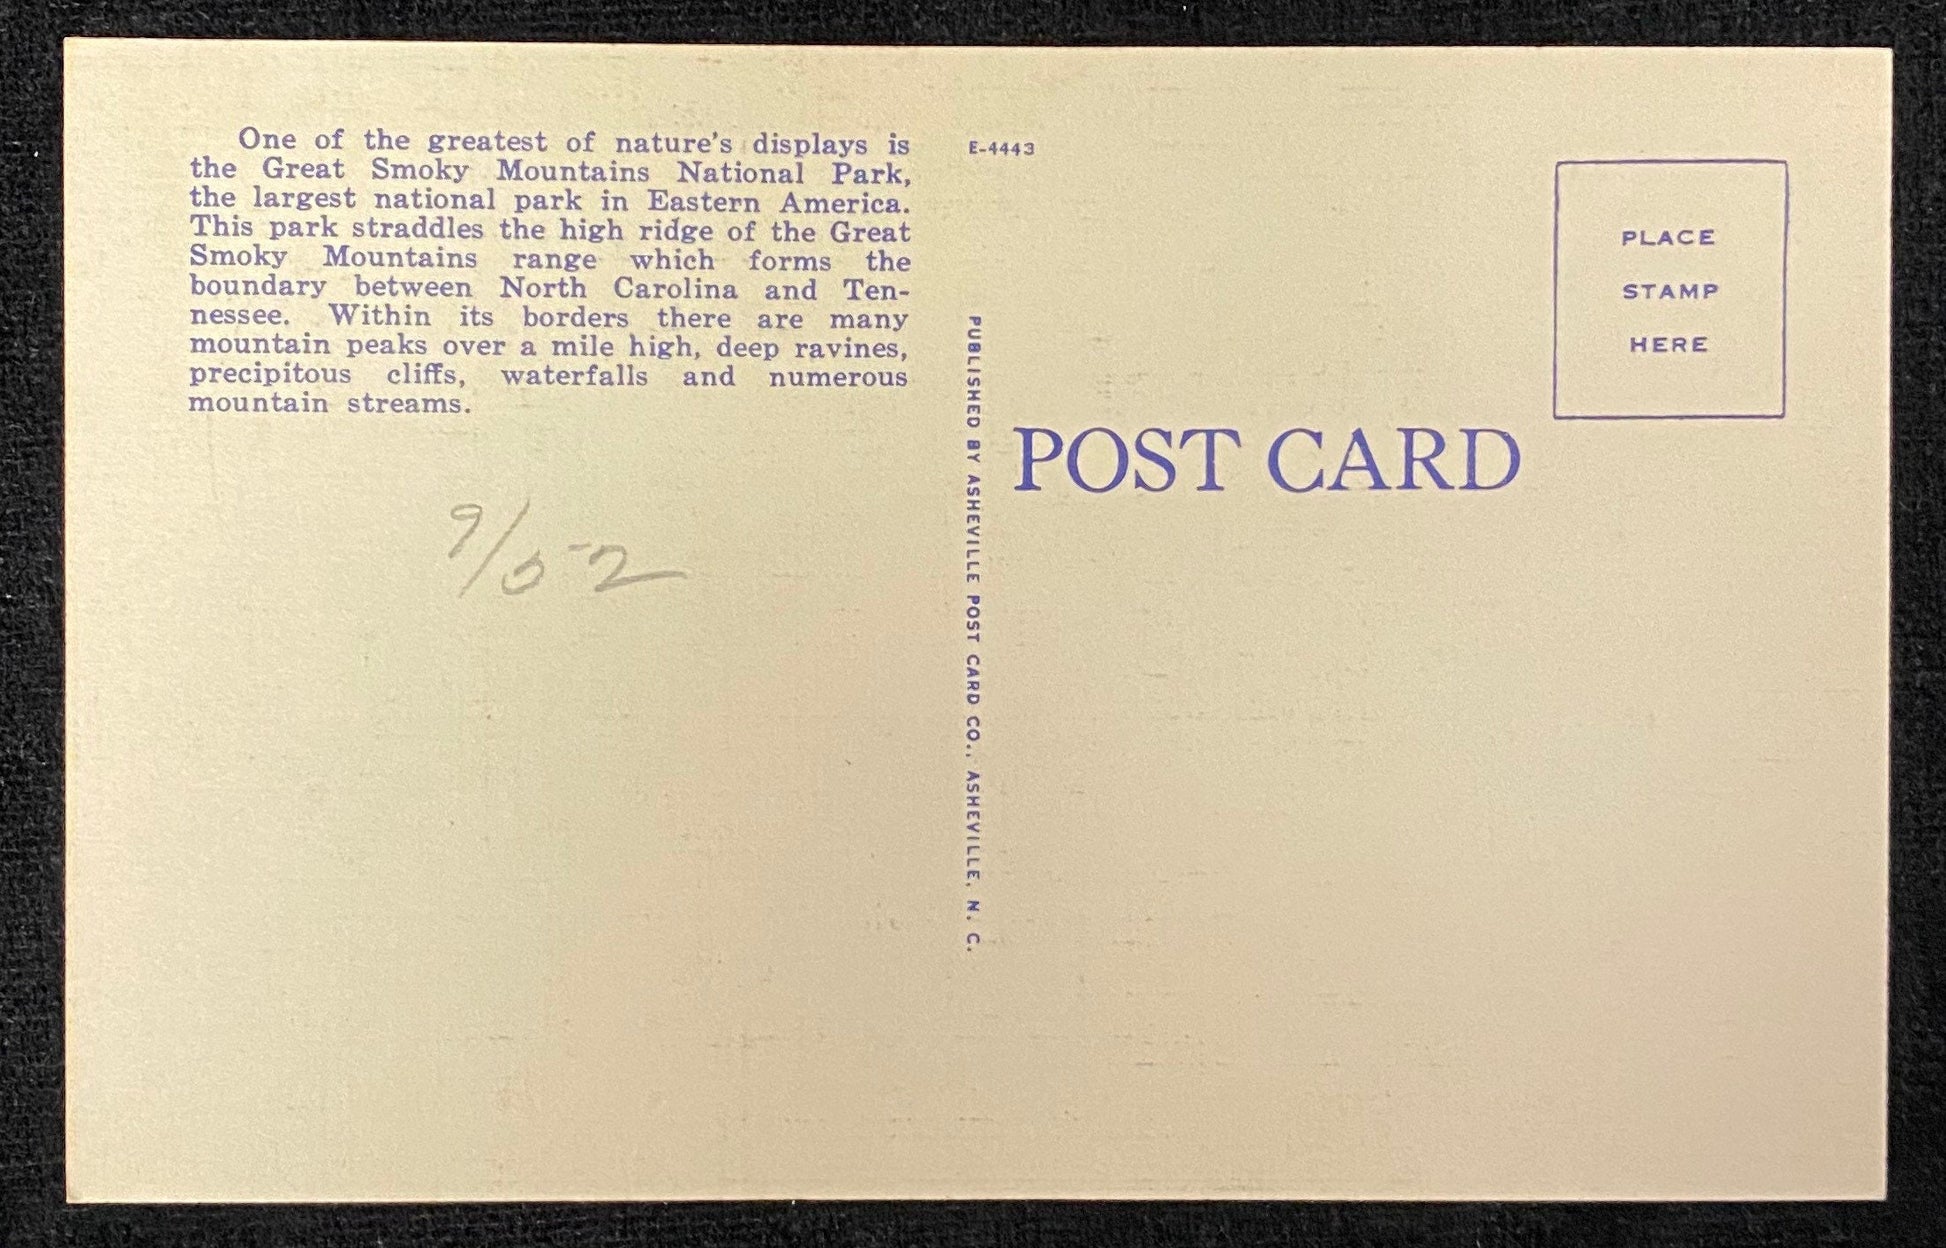 One of the greatest of nature's displays is
the Great Smoky Mountains National Park,
the largest national park in Eastern America.
This park straddles the high ridge of the Great
Smoky Mountains range which forms the
boundary between North Carolina and Ten-
nessee. Within its borders there are many
mountain peaks over a mile high, deep ravines,
precipitous cliffs, waterfalls and numerous
mountain streams.
9/52
E-4443
PUBLISHED BY ASHEVILLE POST CARD CO., ASHEVILLE, N. C.
POST CARD
PLACE
STAMP
HERE